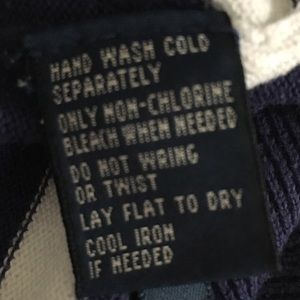 HAND WASH COLD
SEPARATELY
ONLY NON-CHLORINE
BLEACH WHEN NEEDED
DO NOT WRING
OR TWIST
LAY FLAT TO DRY
COOL IRON
IF NEEDED